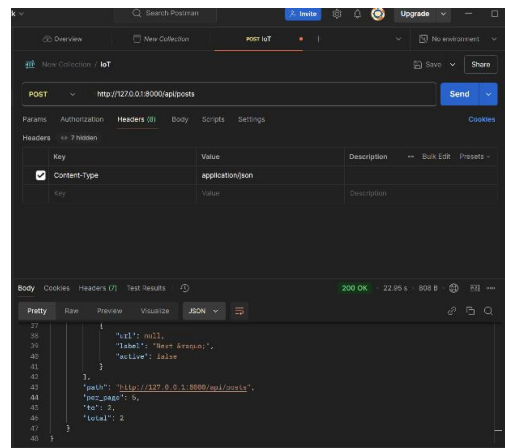 Search Postman
Invite
Upgrade
Overview
New Collection
POST IoT
No environment
New Collection / IoT
Save
Share
POST
http://127.0.0.1:8000/api/posts
Send
Params Authorization Headers (8) Body Scripts Settings
Cookies
Headers 7 hidden
Key Value Description Bulk Edit Presets
Content-Type application/json
Key Value Description
Body Cookies Headers (7) Test Results
200 OK 22.95 s 808 B
Pretty Raw Preview Visualize JSON
37 {
38 "url": null,
39 "label": "Next &raquo;",
40 "active": false
41 }
42 ],
43 "path": "http://127.0.0.1:8000/api/posts",
44 "per_page": 5,
45 "to": 2,
46 "total": 2
47 }
48 }